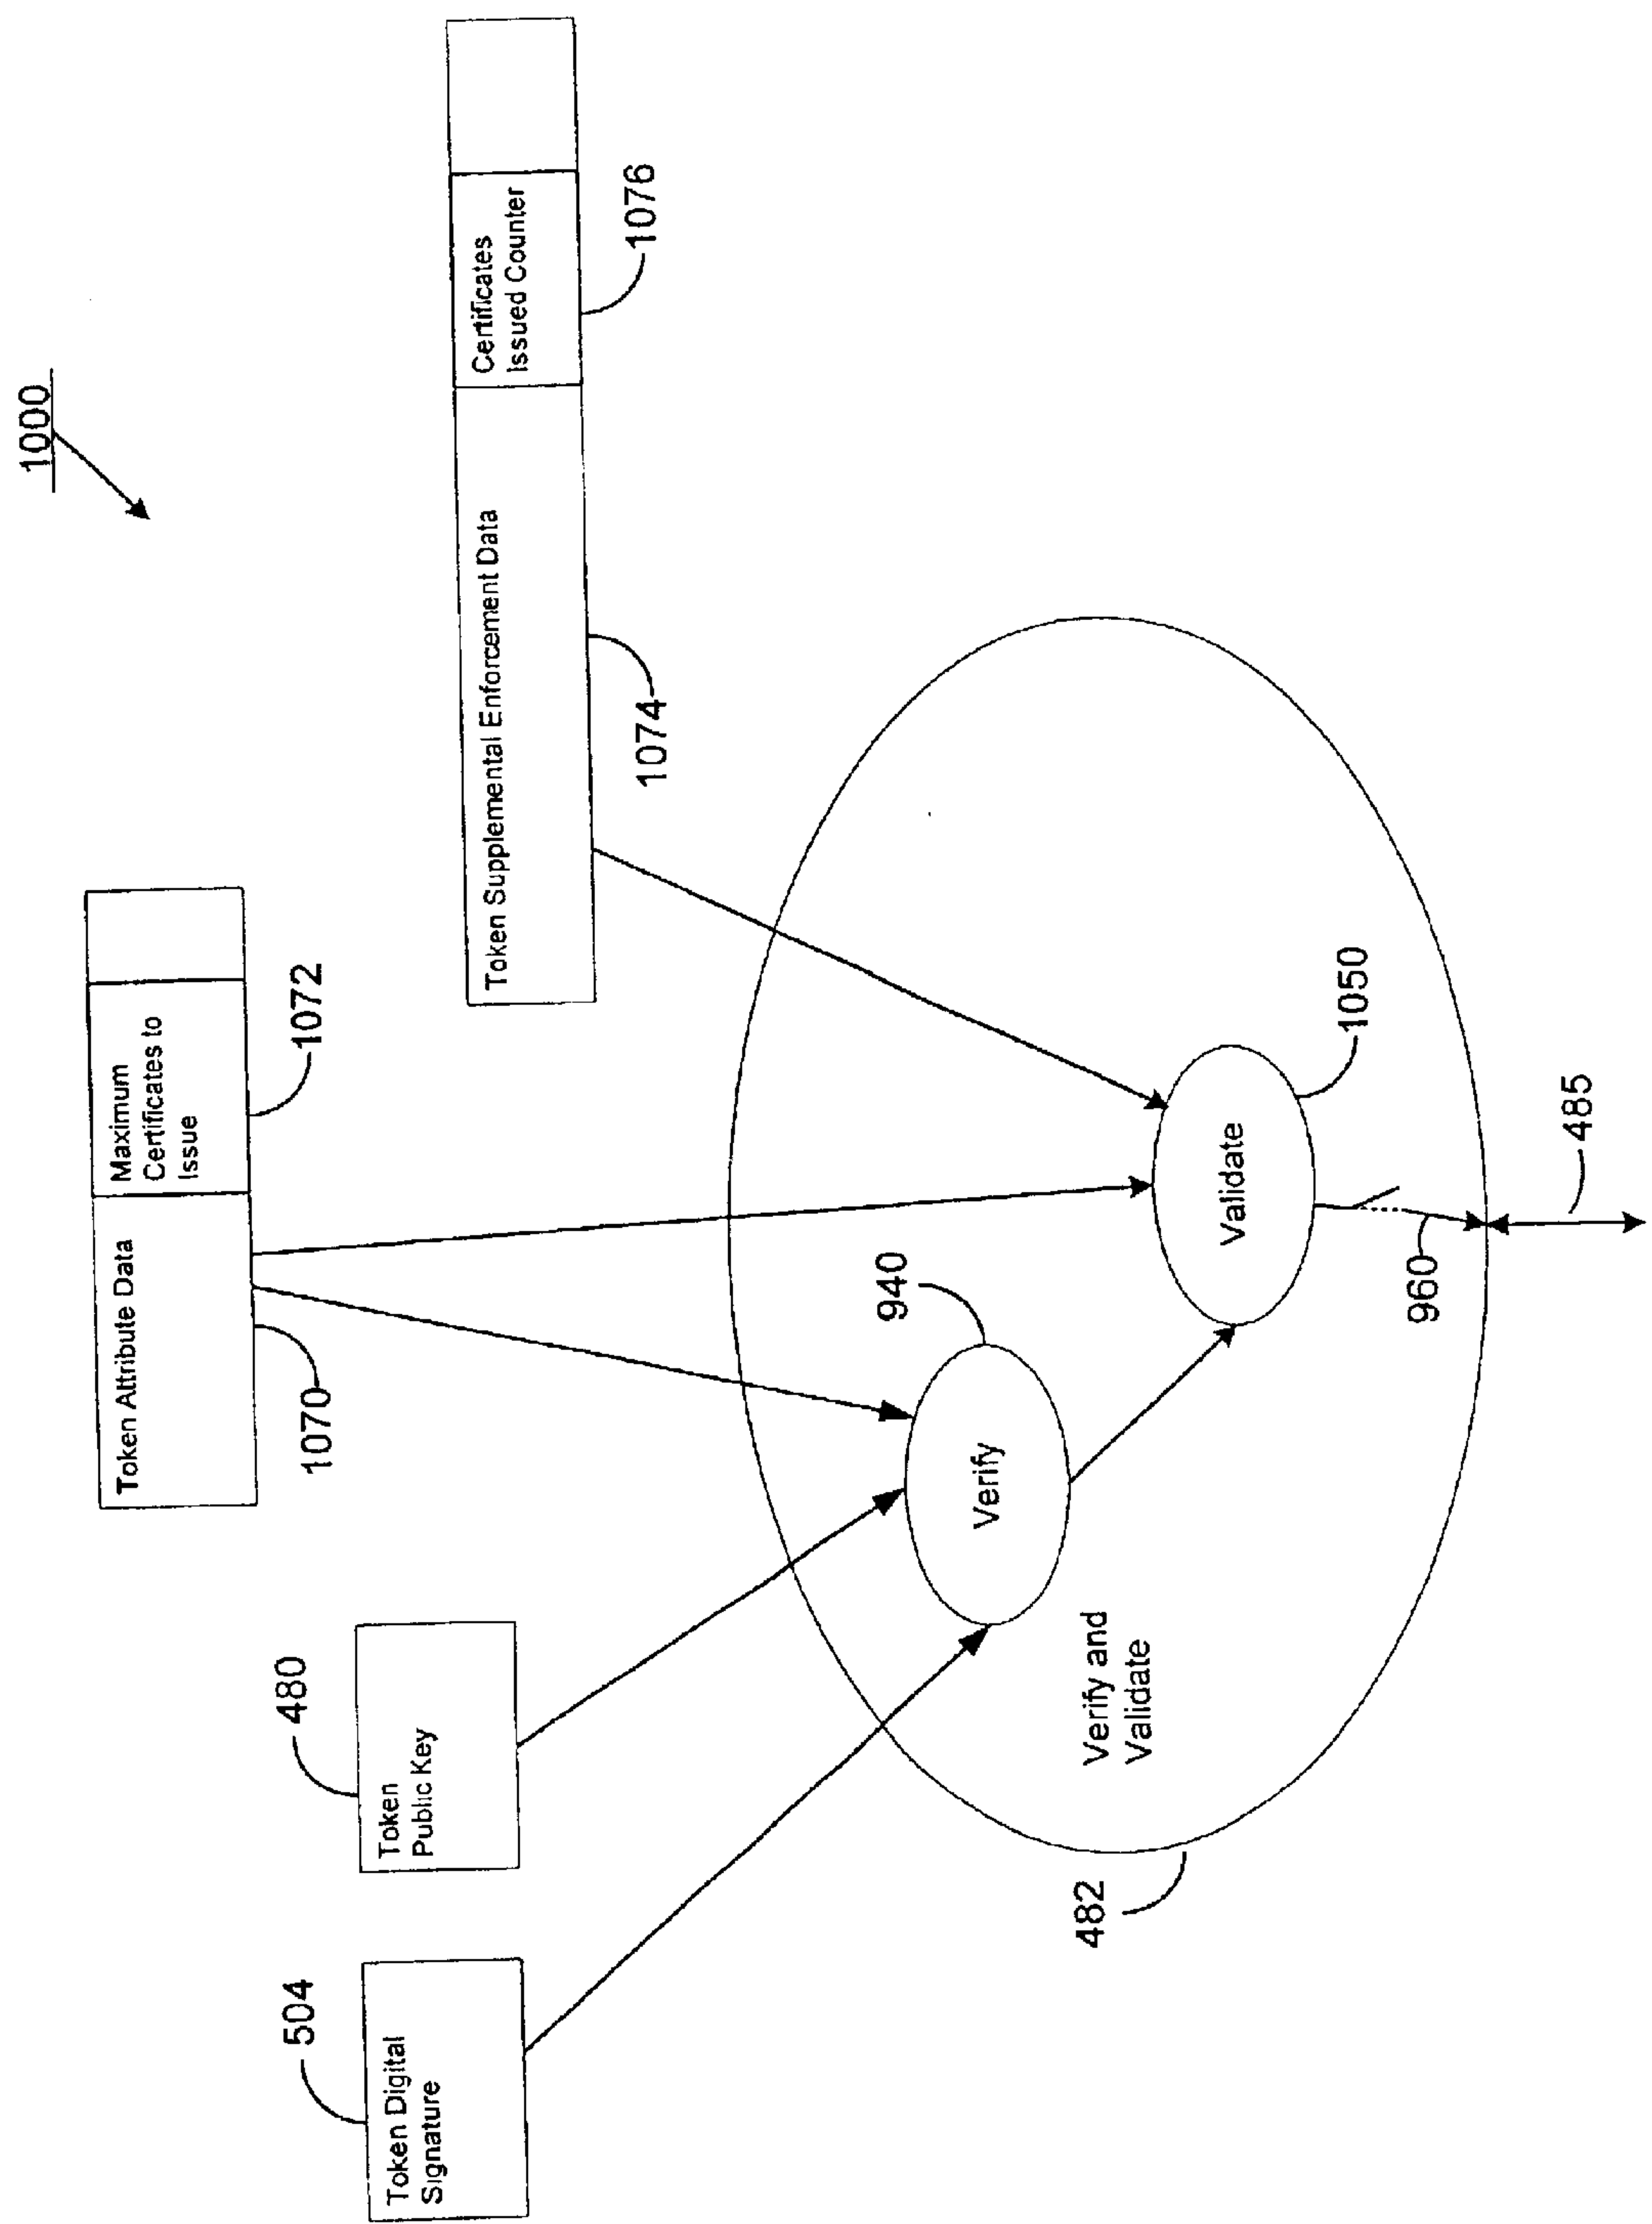 1000
Token Digital
Signature
504
Token
Public Key
480
Token Attribute Data
1070
Maximum
Certificates to
Issue
1072
Token Supplemental Enforcement Data
1074
Certificates
Issued Counter
1076
Verify and
Validate
482
Verify
940
Validate
1050
960
485